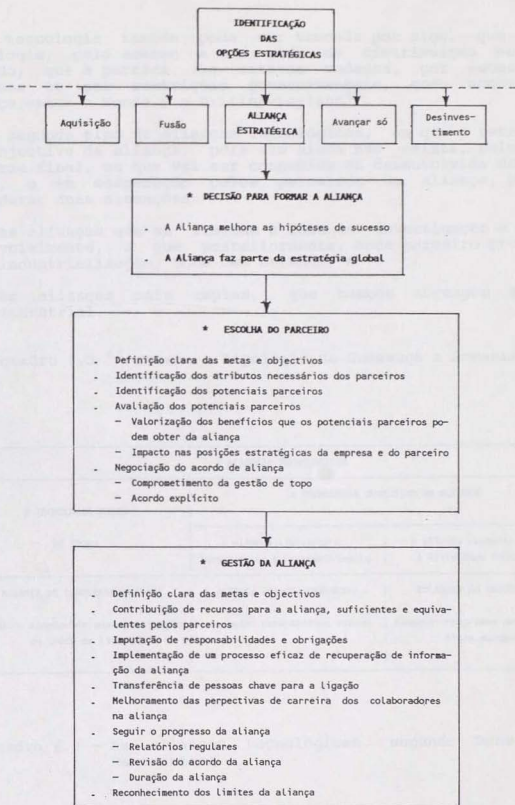 IDENTIFICAÇÃO
DAS
OPÇÕES ESTRATÉGICAS
Aquisição
Fusão
ALIANÇA
ESTRATÉGICA
Avançar só
Desinves-
timento
* DECISÃO PARA FORMAR A ALIANÇA
- A Aliança melhora as hipóteses de sucesso
- A Aliança faz parte da estratégia global
* ESCOLHA DO PARCEIRO
- Definição clara das metas e objectivos
- Identificação dos atributos necessários dos parceiros
- Identificação dos potenciais parceiros
- Avaliação dos potenciais parceiros
— Valorização dos benefícios que os potenciais parceiros po-
dem obter da aliança
— Impacto nas posições estratégicas da empresa e do parceiro
- Negociação do acordo de aliança
— Comprometimento da gestão de topo
— Acordo explícito
* GESTÃO DA ALIANÇA
- Definição clara das metas e objectivos
- Contribuição de recursos para a aliança, suficientes e equiva-
lentes pelos parceiros
- Imputação de responsabilidades e obrigações
- Implementação de um processo eficaz de recuperação de informa-
ção da aliança
- Transferência de pessoas chave para a ligação
- Melhoramento das perpectivas de carreira dos colaboradores
na aliança
- Seguir o progresso da aliança
— Relatórios regulares
— Revisão do acordo da aliança
— Duração da aliança
- Reconhecimento dos limites da aliança